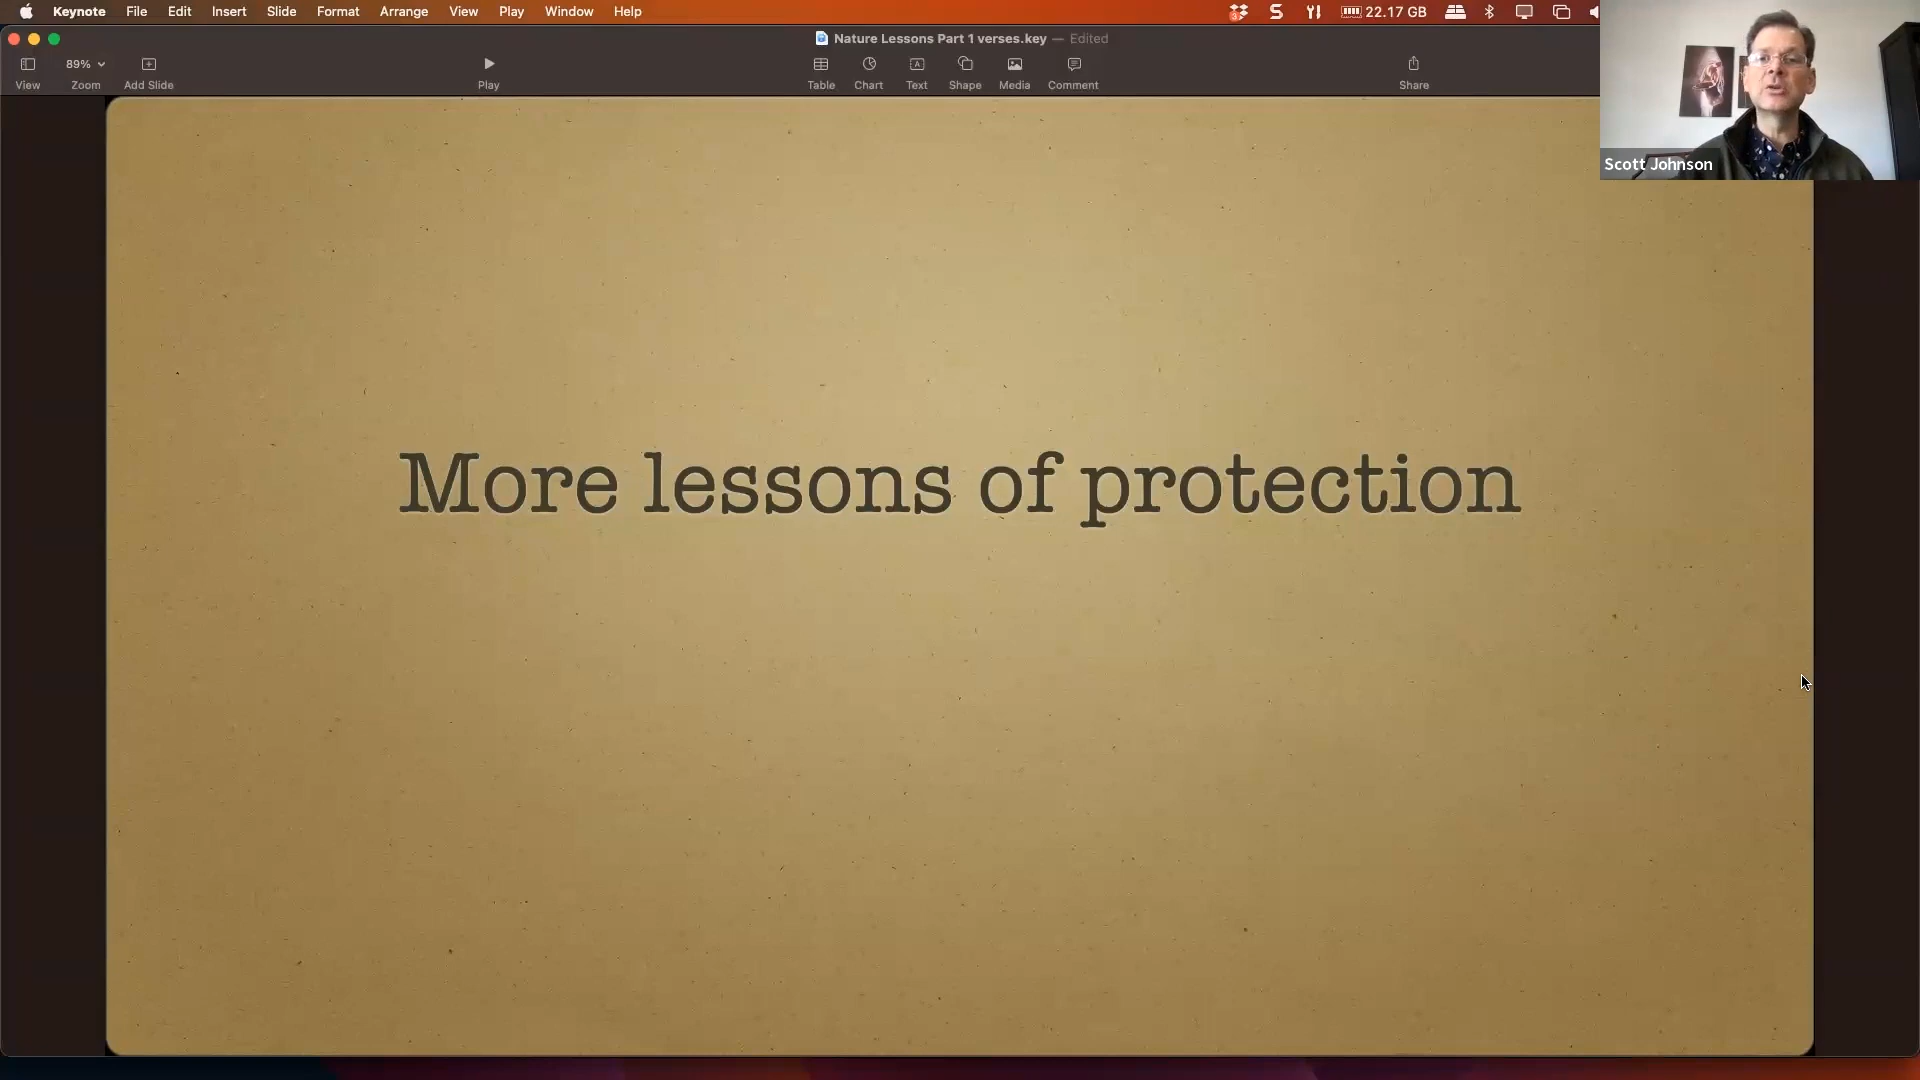 Keynote File Edit Insert Slide Format Arrange View Play Window Help 22.17 GB
Nature Lessons Part 1 verses.key — Edited
89%
View Zoom Add Slide Play Table Chart Text Shape Media Comment Share
Scott Johnson
More lessons of protection